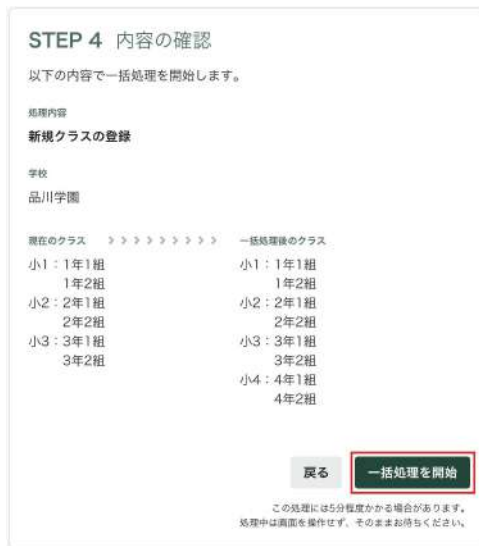 STEP 4 内容の確認
以下の内容で一括処理を開始します。
処理内容
新規クラスの登録
学校
品川学園
現在のクラス >>>>>>>>> 一括処理後のクラス
小1：1年1組 小1：1年1組
1年2組 1年2組
小2：2年1組 小2：2年1組
2年2組 2年2組
小3：3年1組 小3：3年1組
3年2組 3年2組
小4：4年1組
4年2組
戻る 一括処理を開始
この処理には5分程度かかる場合があります。
処理中は画面を操作せず、そのままお待ちください。